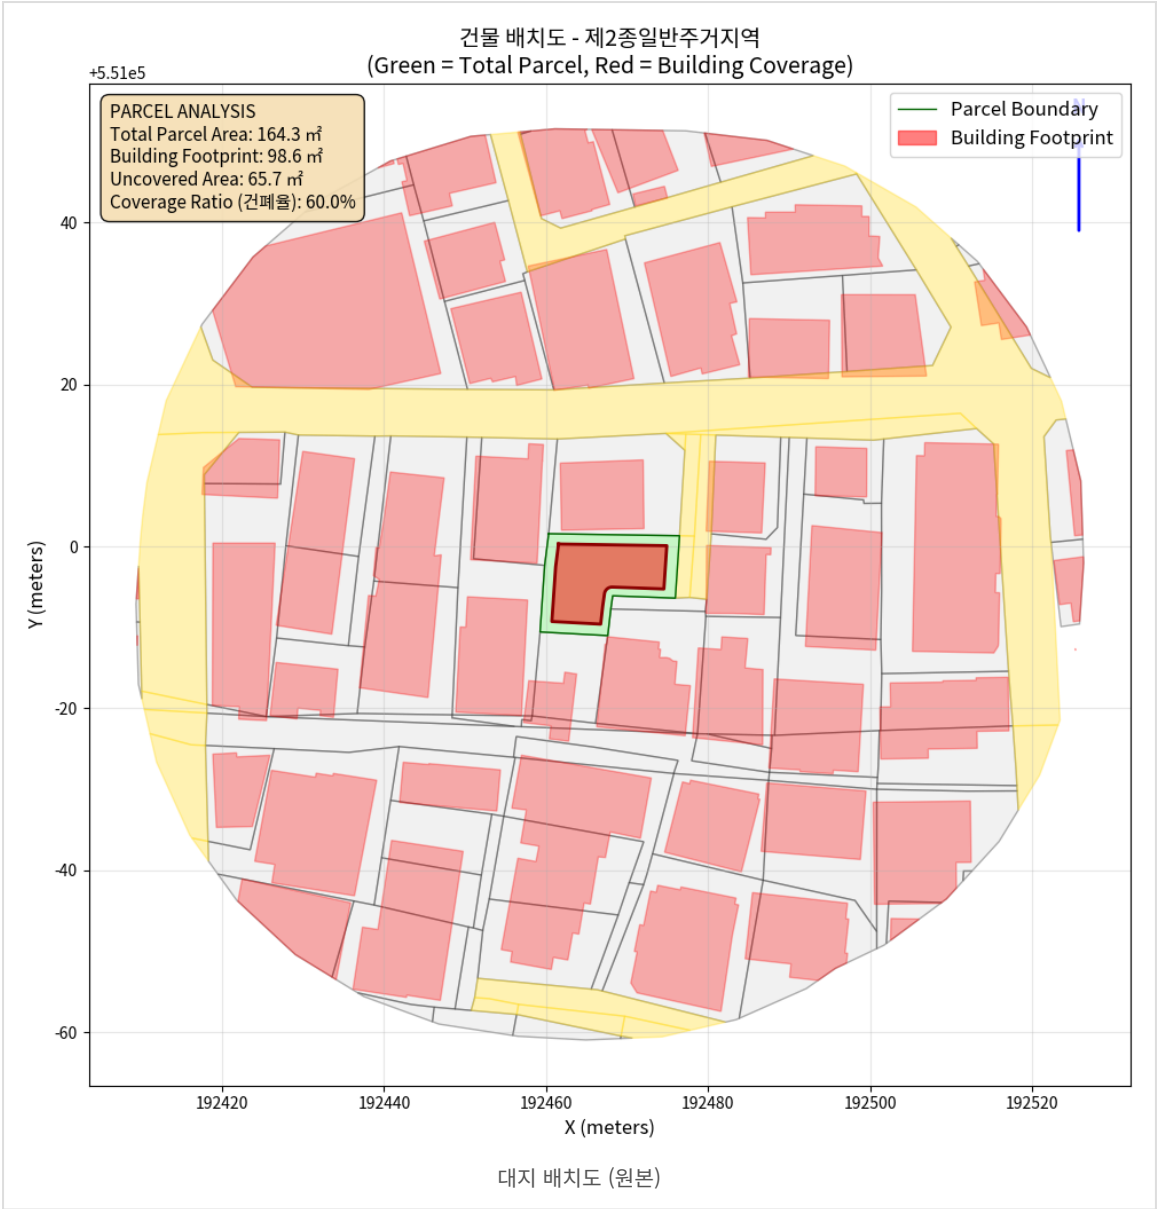 건물 배치도 - 제2종일반주거지역
(Green = Total Parcel, Red = Building Coverage)
+5.51e5
PARCEL ANALYSIS
Total Parcel Area: 164.3 ㎡
Building Footprint: 98.6 ㎡
Uncovered Area: 65.7 ㎡
Coverage Ratio (건폐율): 60.0%
Parcel Boundary
Building Footprint
N
40
20
0
-20
-40
-60
Y (meters)
192420
192440
192460
192480
192500
192520
X (meters)
대지 배치도 (원본)